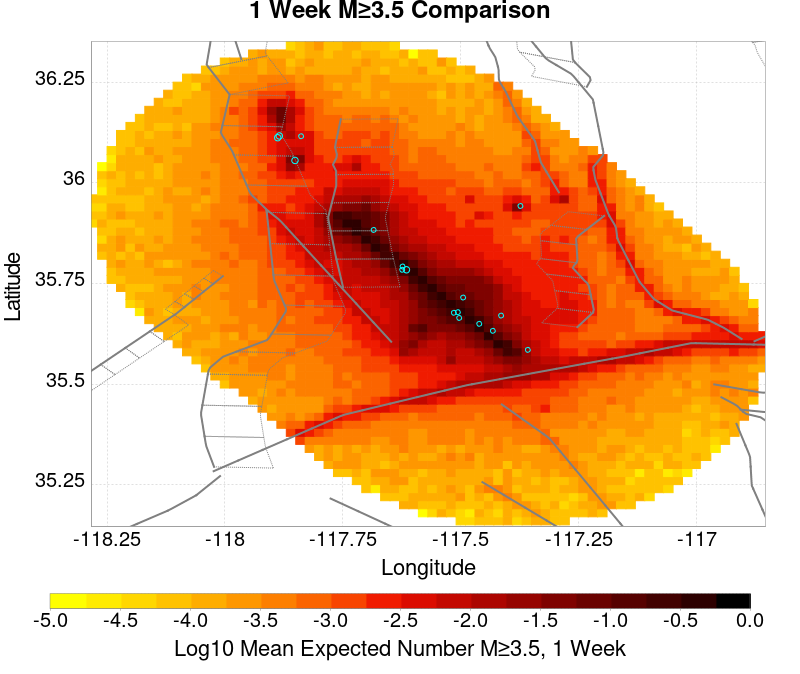 1 Week M≥3.5 Comparison
36.25
36
35.75
35.5
35.25
Latitude
-118.25 -118 -117.75 -117.5 -117.25 -117
Longitude
-5.0 -4.5 -4.0 -3.5 -3.0 -2.5 -2.0 -1.5 -1.0 -0.5 0.0
Log10 Mean Expected Number M≥3.5, 1 Week